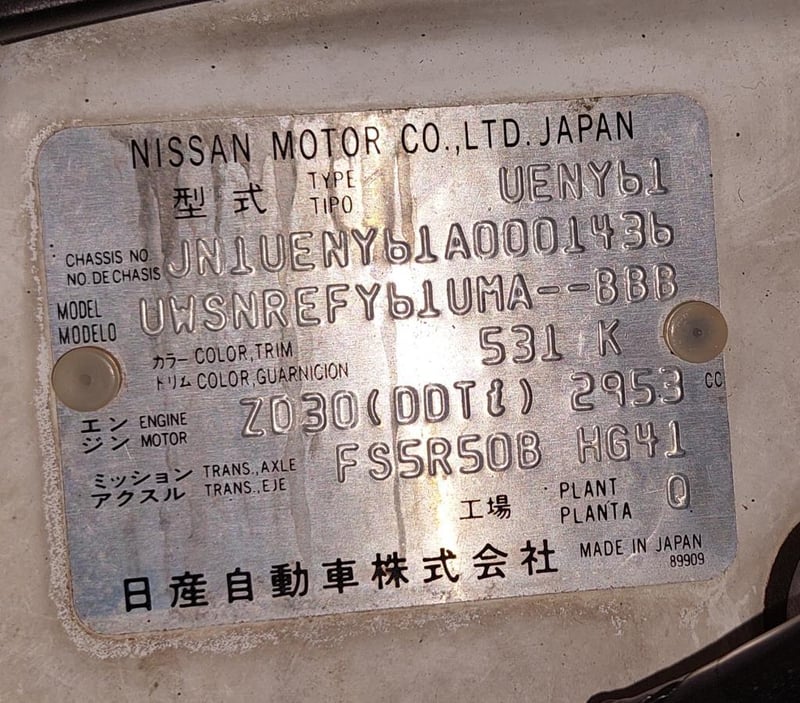 NISSAN MOTOR CO.,LTD. JAPAN
型式 TYPE UENY61
TIPO
CHASSIS NO. JN1UENY61A0001436
NO. DE CHASIS
MODEL UWSNREFY61UMA--BBB
MODELO
カラー COLOR,TRIM 531 K
トリム COLOR,GUARNICION
エン ENGINE ZD30(DDTi) 2953 CC
ジン MOTOR
ミッション TRANS.,AXLE FS5R50B HG41
アクスル TRANS.,EJE
工場 PLANT Q
PLANTA
日産自動車株式会社 MADE IN JAPAN
89909